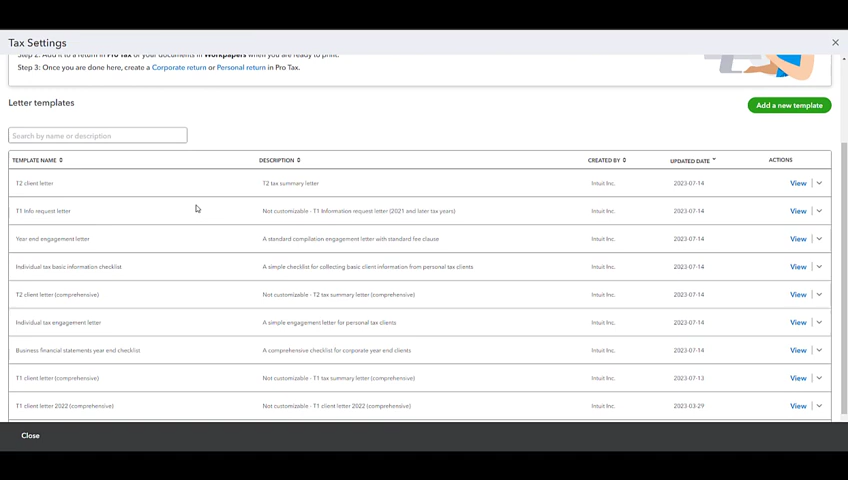 Tax Settings
Step 2: Add it to a return in Pro Tax or your documents in Workpapers when you are ready to print.
Step 3: Once you are done here, create a Corporate return or Personal return in Pro Tax.
Letter templates
Add a new template
Search by name or description
TEMPLATE NAME DESCRIPTION CREATED BY UPDATED DATE ACTIONS
T2 client letter T2 tax summary letter Intuit Inc. 2023-07-14 View
T1 Info request letter Not customizable - T1 Information request letter (2021 and later tax years) Intuit Inc. 2023-07-14 View
Year end engagement letter A standard compilation engagement letter with standard fee clause Intuit Inc. 2023-07-14 View
Individual tax basic information checklist A simple checklist for collecting basic client information from personal tax clients Intuit Inc. 2023-07-14 View
T2 client letter (comprehensive) Not customizable - T2 tax summary letter (comprehensive) Intuit Inc. 2023-07-14 View
Individual tax engagement letter A simple engagement letter for personal tax clients Intuit Inc. 2023-07-14 View
Business financial statements year end checklist A comprehensive checklist for corporate year end clients Intuit Inc. 2023-07-14 View
T1 client letter (comprehensive) Not customizable - T1 tax summary letter (comprehensive) Intuit Inc. 2023-07-13 View
T1 client letter 2022 (comprehensive) Not customizable - T1 client letter 2022 (comprehensive) Intuit Inc. 2023-03-29 View
Close